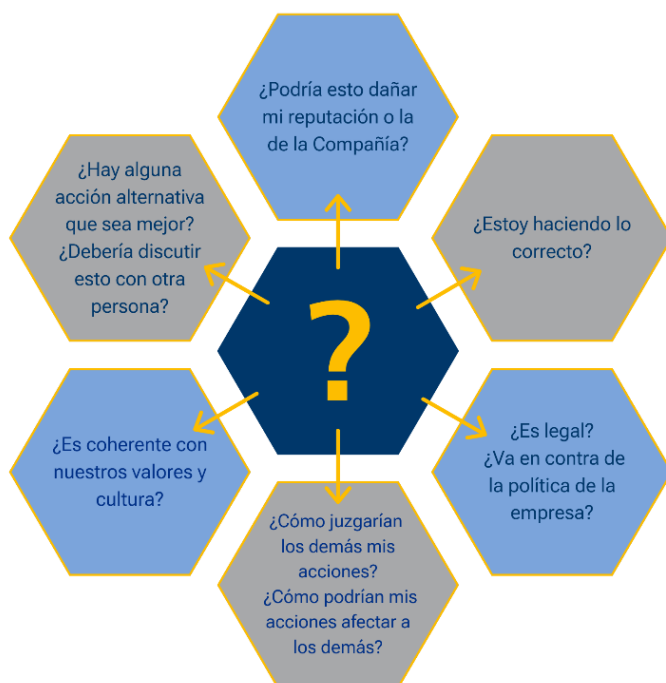 ¿Podría esto dañar
mi reputación o la
de la Compañía?
¿Hay alguna
acción alternativa
que sea mejor?
¿Debería discutir
esto con otra
persona?
¿Estoy haciendo lo
correcto?
?
¿Es coherente con
nuestros valores y
cultura?
¿Es legal?
¿Va en contra de
la política de la
empresa?
¿Cómo juzgarían
los demás mis
acciones?
¿Cómo podrían mis
acciones afectar a
los demás?